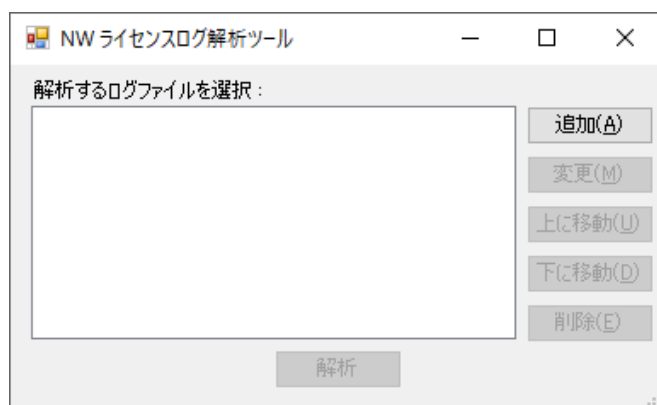 NW ライセンスログ解析ツール
解析するログファイルを選択：
追加(A)
変更(M)
上に移動(U)
下に移動(D)
削除(E)
解析